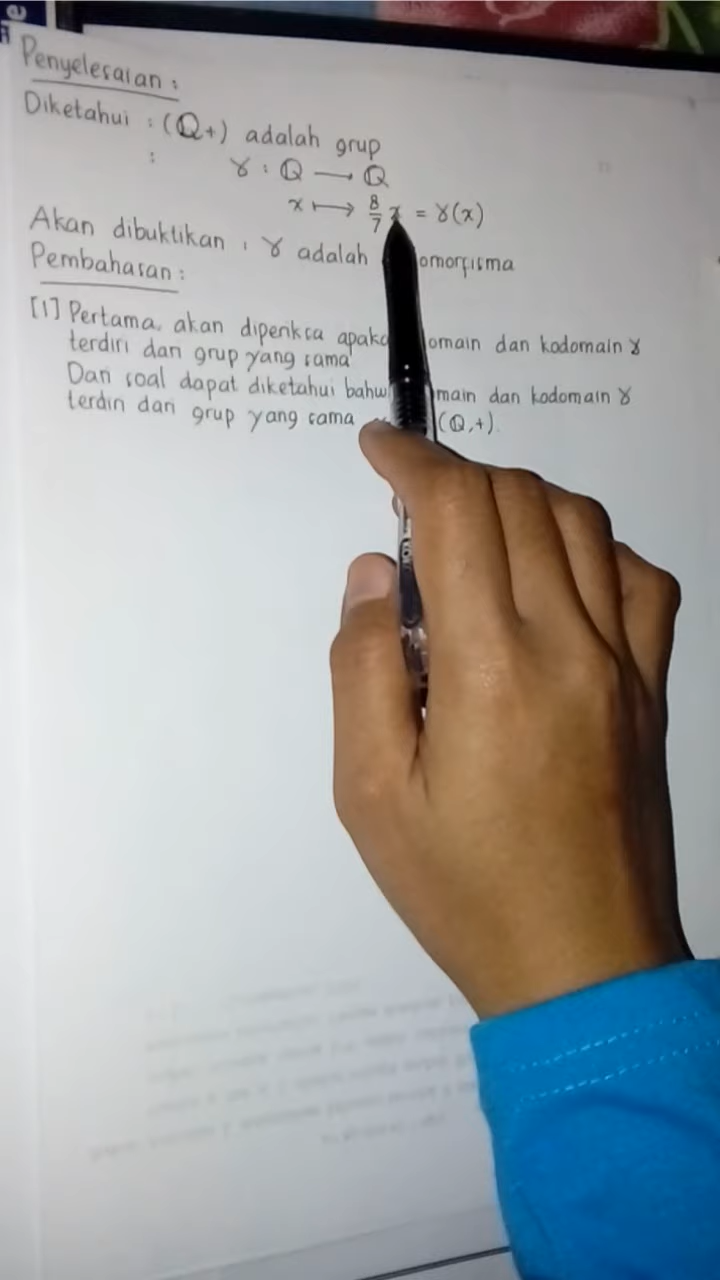 Penyelesaian :
Diketahui : (Q+) adalah grup
: γ : Q → Q
x ↦ 8/7 x = γ(x)
Akan dibuktikan : γ adalah omorfisma
Pembahasan :
[1] Pertama, akan diperiksa apaka omain dan kodomain γ
terdiri dari grup yang sama
Dari soal dapat diketahui bahw main dan kodomain γ
terdiri dari grup yang sama (Q,+).